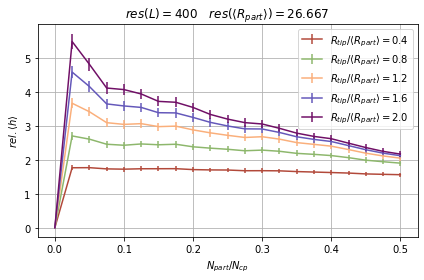 res(L) = 400 res(⟨R_part⟩) = 26.667
rel. ⟨h⟩
5
4
3
2
1
0
R_tip/⟨R_part⟩ = 0.4
R_tip/⟨R_part⟩ = 0.8
R_tip/⟨R_part⟩ = 1.2
R_tip/⟨R_part⟩ = 1.6
R_tip/⟨R_part⟩ = 2.0
0.0 0.1 0.2 0.3 0.4 0.5
N_part/N_cp